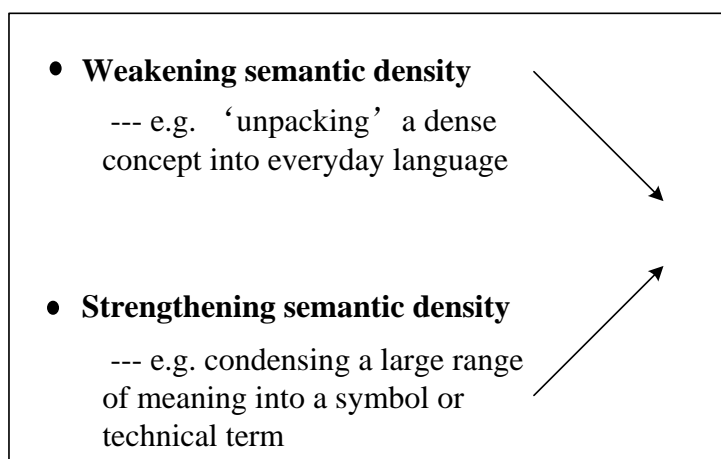 • Weakening semantic density
--- e.g. ‘unpacking’ a dense
concept into everyday language
• Strengthening semantic density
--- e.g. condensing a large range
of meaning into a symbol or
technical term